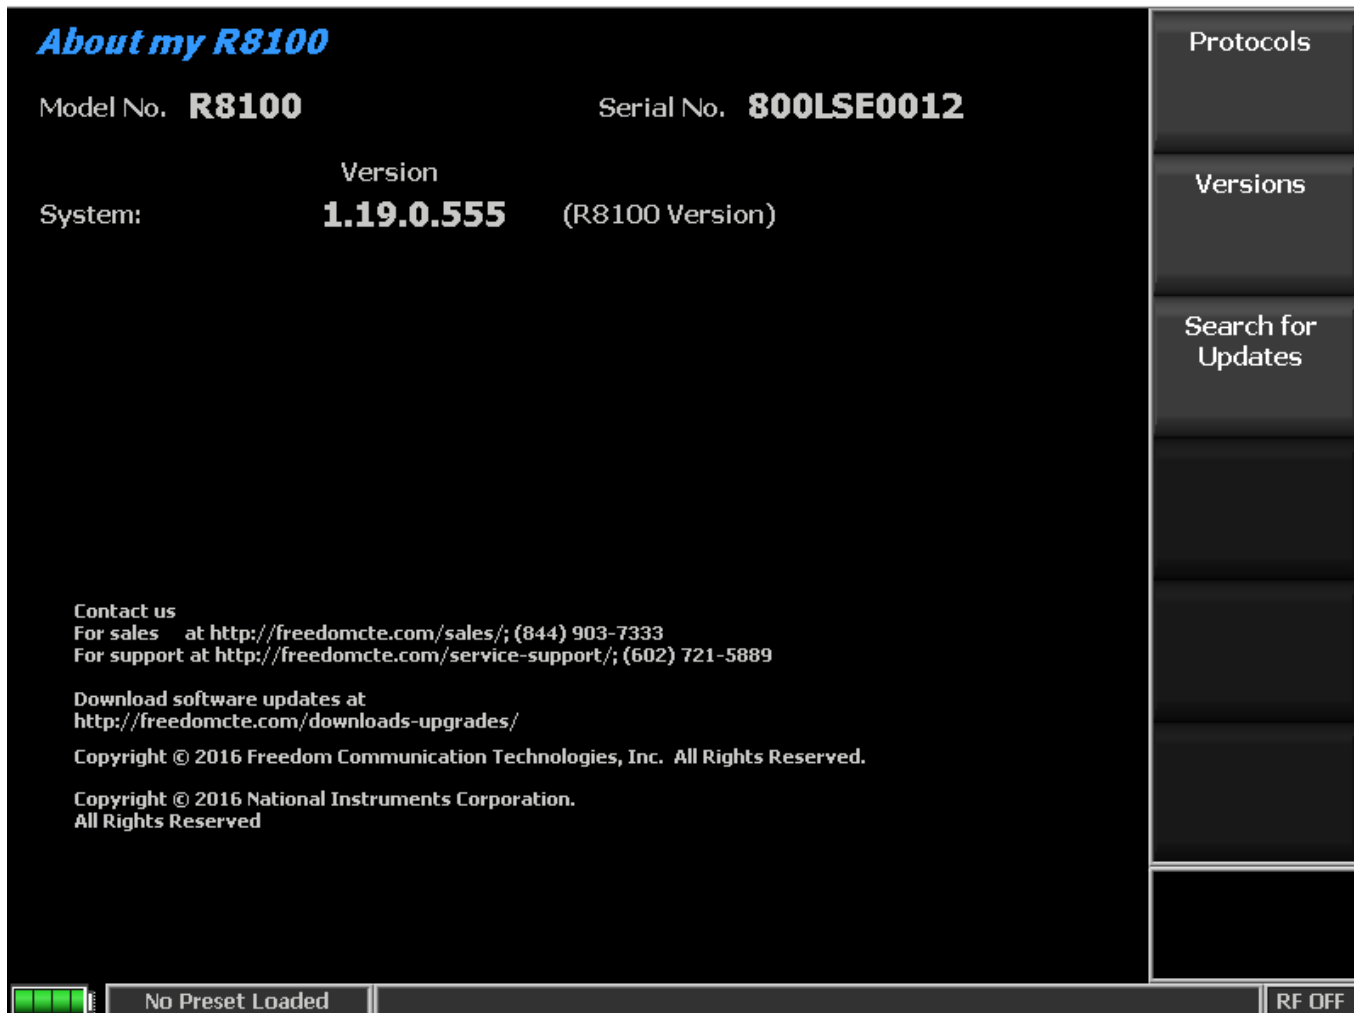 About my R8100
Model No. R8100 Serial No. 800LSE0012
Version
System: 1.19.0.555 (R8100 Version)
Contact us
For sales at http://freedomcte.com/sales/; (844) 903-7333
For support at http://freedomcte.com/service-support/; (602) 721-5889
Download software updates at
http://freedomcte.com/downloads-upgrades/
Copyright © 2016 Freedom Communication Technologies, Inc. All Rights Reserved.
Copyright © 2016 National Instruments Corporation.
All Rights Reserved
Protocols
Versions
Search for
Updates
No Preset Loaded
RF OFF